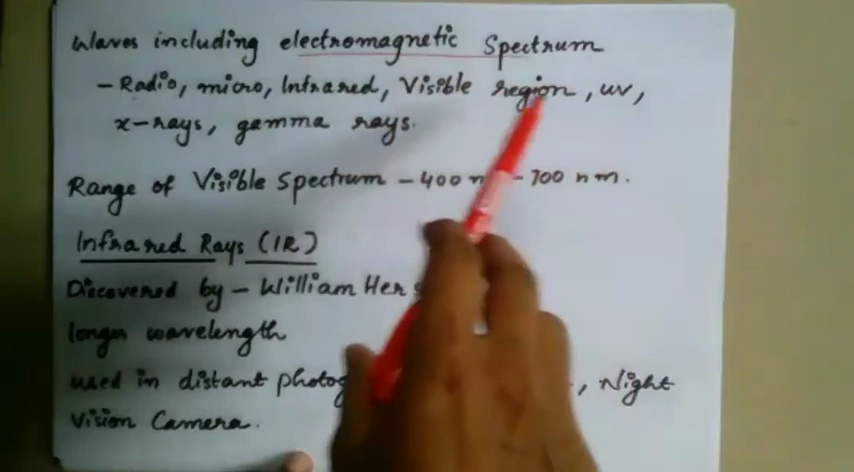 Waves including electromagnetic Spectrum
- Radio, micro, Infrared, Visible region, uv,
x-rays, gamma rays.
Range of Visible Spectrum - 400 n - 700 nm.
Infrared Rays (IR)
Discovered by - William Her
longer wavelength
used in distant photog , Night
Vision Camera.